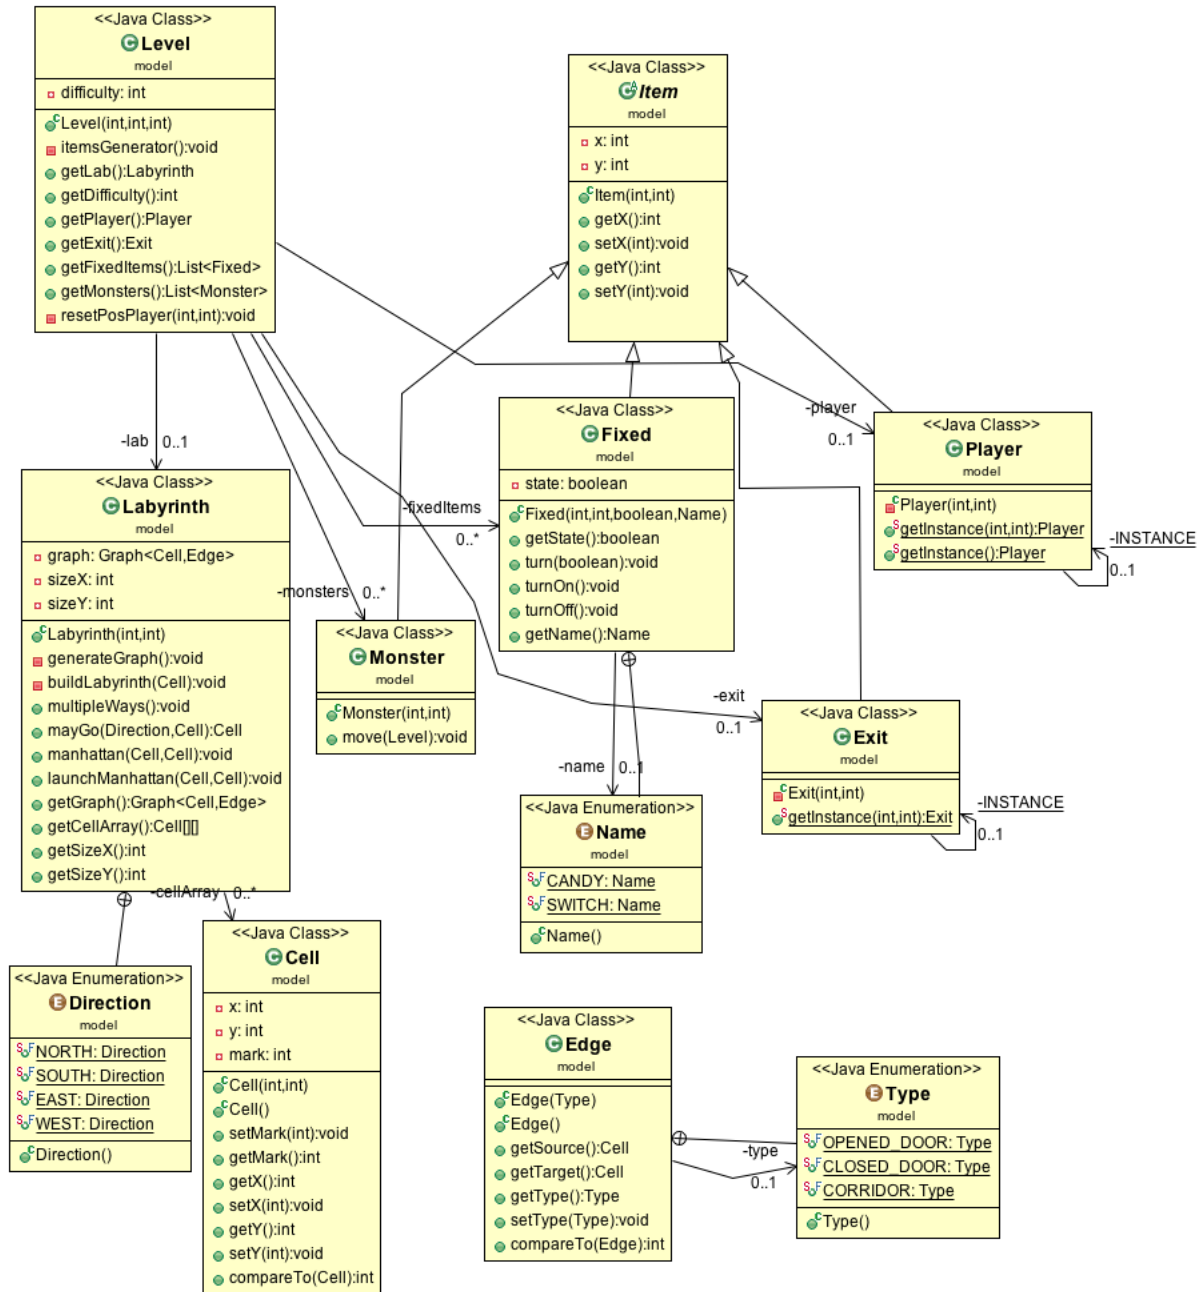 <<Java Class>>
Level
model
difficulty: int
Level(int,int,int)
itemsGenerator():void
getLab():Labyrinth
getDifficulty():int
getPlayer():Player
getExit():Exit
getFixedItems():List<Fixed>
getMonsters():List<Monster>
resetPosPlayer(int,int):void
<<Java Class>>
Item
model
x: int
y: int
Item(int,int)
getX():int
setX(int):void
getY():int
setY(int):void
-lab 0..1
-player
0..1
-fixedItems
0..*
-monsters 0..*
-exit
0..1
<<Java Class>>
Labyrinth
model
graph: Graph<Cell,Edge>
sizeX: int
sizeY: int
Labyrinth(int,int)
generateGraph():void
buildLabyrinth(Cell):void
multipleWays():void
mayGo(Direction,Cell):Cell
manhattan(Cell,Cell):void
launchManhattan(Cell,Cell):void
getGraph():Graph<Cell,Edge>
getCellArray():Cell[][]
getSizeX():int
getSizeY():int
<<Java Class>>
Fixed
model
state: boolean
Fixed(int,int,boolean,Name)
getState():boolean
turn(boolean):void
turnOn():void
turnOff():void
getName():Name
<<Java Class>>
Player
model
Player(int,int)
getInstance(int,int):Player
getInstance():Player
-INSTANCE
0..1
<<Java Class>>
Monster
model
Monster(int,int)
move(Level):void
<<Java Class>>
Exit
model
Exit(int,int)
getInstance(int,int):Exit
-INSTANCE
0..1
-name 0..1
<<Java Enumeration>>
Name
model
CANDY: Name
SWITCH: Name
Name()
-cellArray 0..*
<<Java Enumeration>>
Direction
model
NORTH: Direction
SOUTH: Direction
EAST: Direction
WEST: Direction
Direction()
<<Java Class>>
Cell
model
x: int
y: int
mark: int
Cell(int,int)
Cell()
setMark(int):void
getMark():int
getX():int
setX(int):void
getY():int
setY(int):void
compareTo(Cell):int
<<Java Class>>
Edge
model
Edge(Type)
Edge()
getSource():Cell
getTarget():Cell
getType():Type
setType(Type):void
compareTo(Edge):int
-type
0..1
<<Java Enumeration>>
Type
model
OPENED_DOOR: Type
CLOSED_DOOR: Type
CORRIDOR: Type
Type()